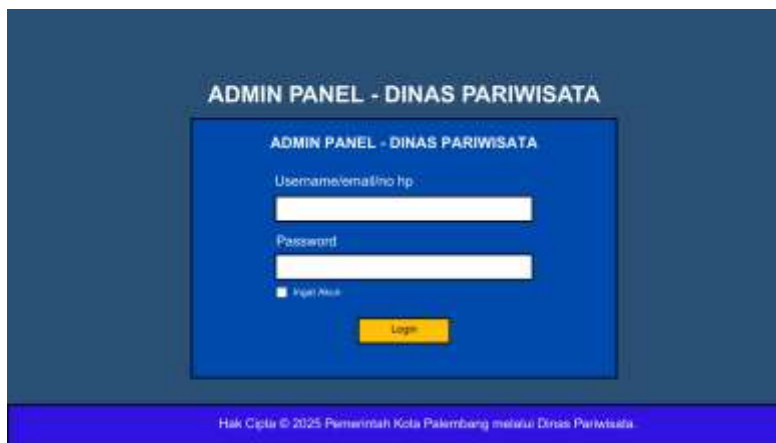 ADMIN PANEL - DINAS PARIWISATA
ADMIN PANEL - DINAS PARIWISATA
Username/email/no hp
Password
Ingat Akun
Login
Hak Cipta © 2025 Pemerintah Kota Palembang melalui Dinas Pariwisata.